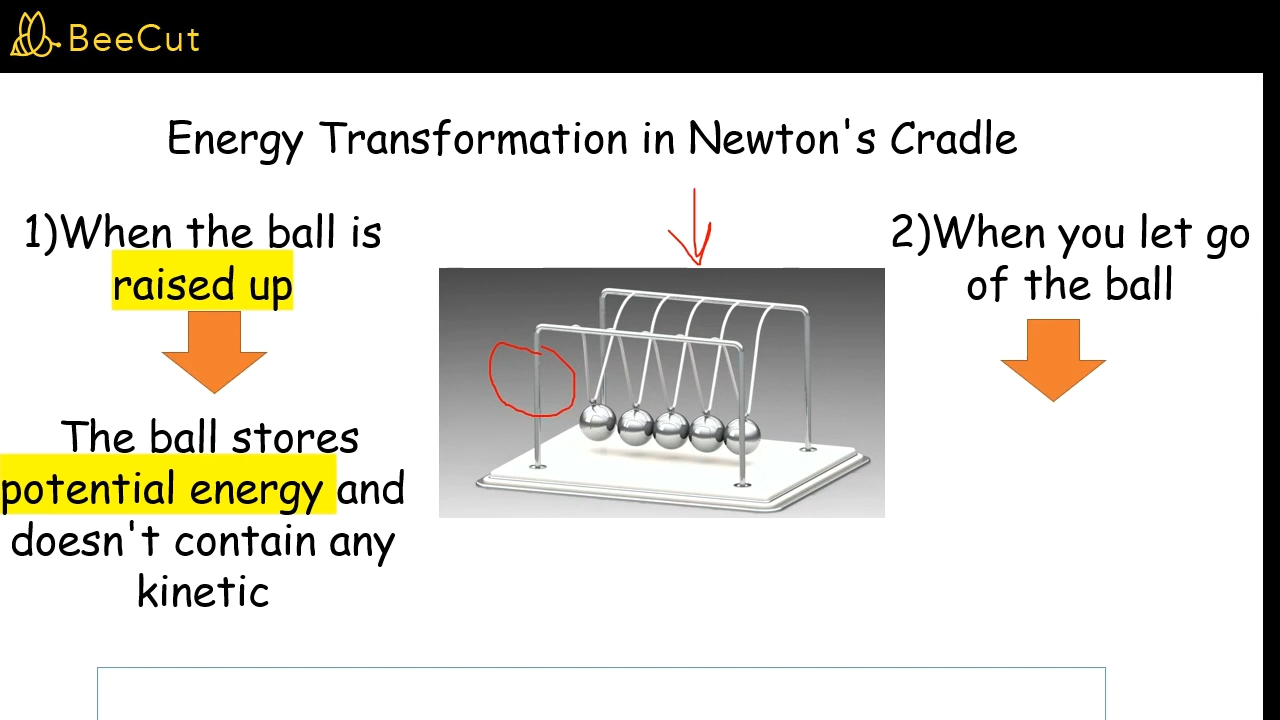 BeeCut
Energy Transformation in Newton's Cradle
1)When the ball is
raised up
The ball stores
potential energy and
doesn't contain any
kinetic
2)When you let go
of the ball